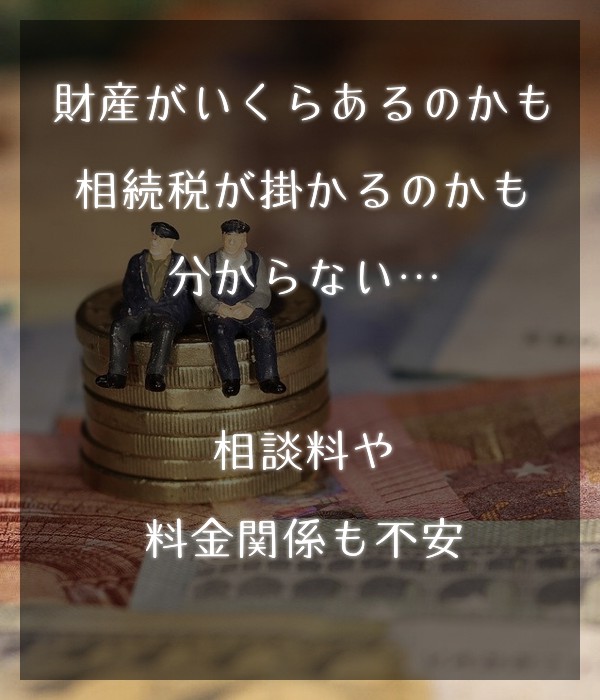 財産がいくらあるのかも
相続税が掛かるのかも
分からない…
相談料や
料金関係も不安